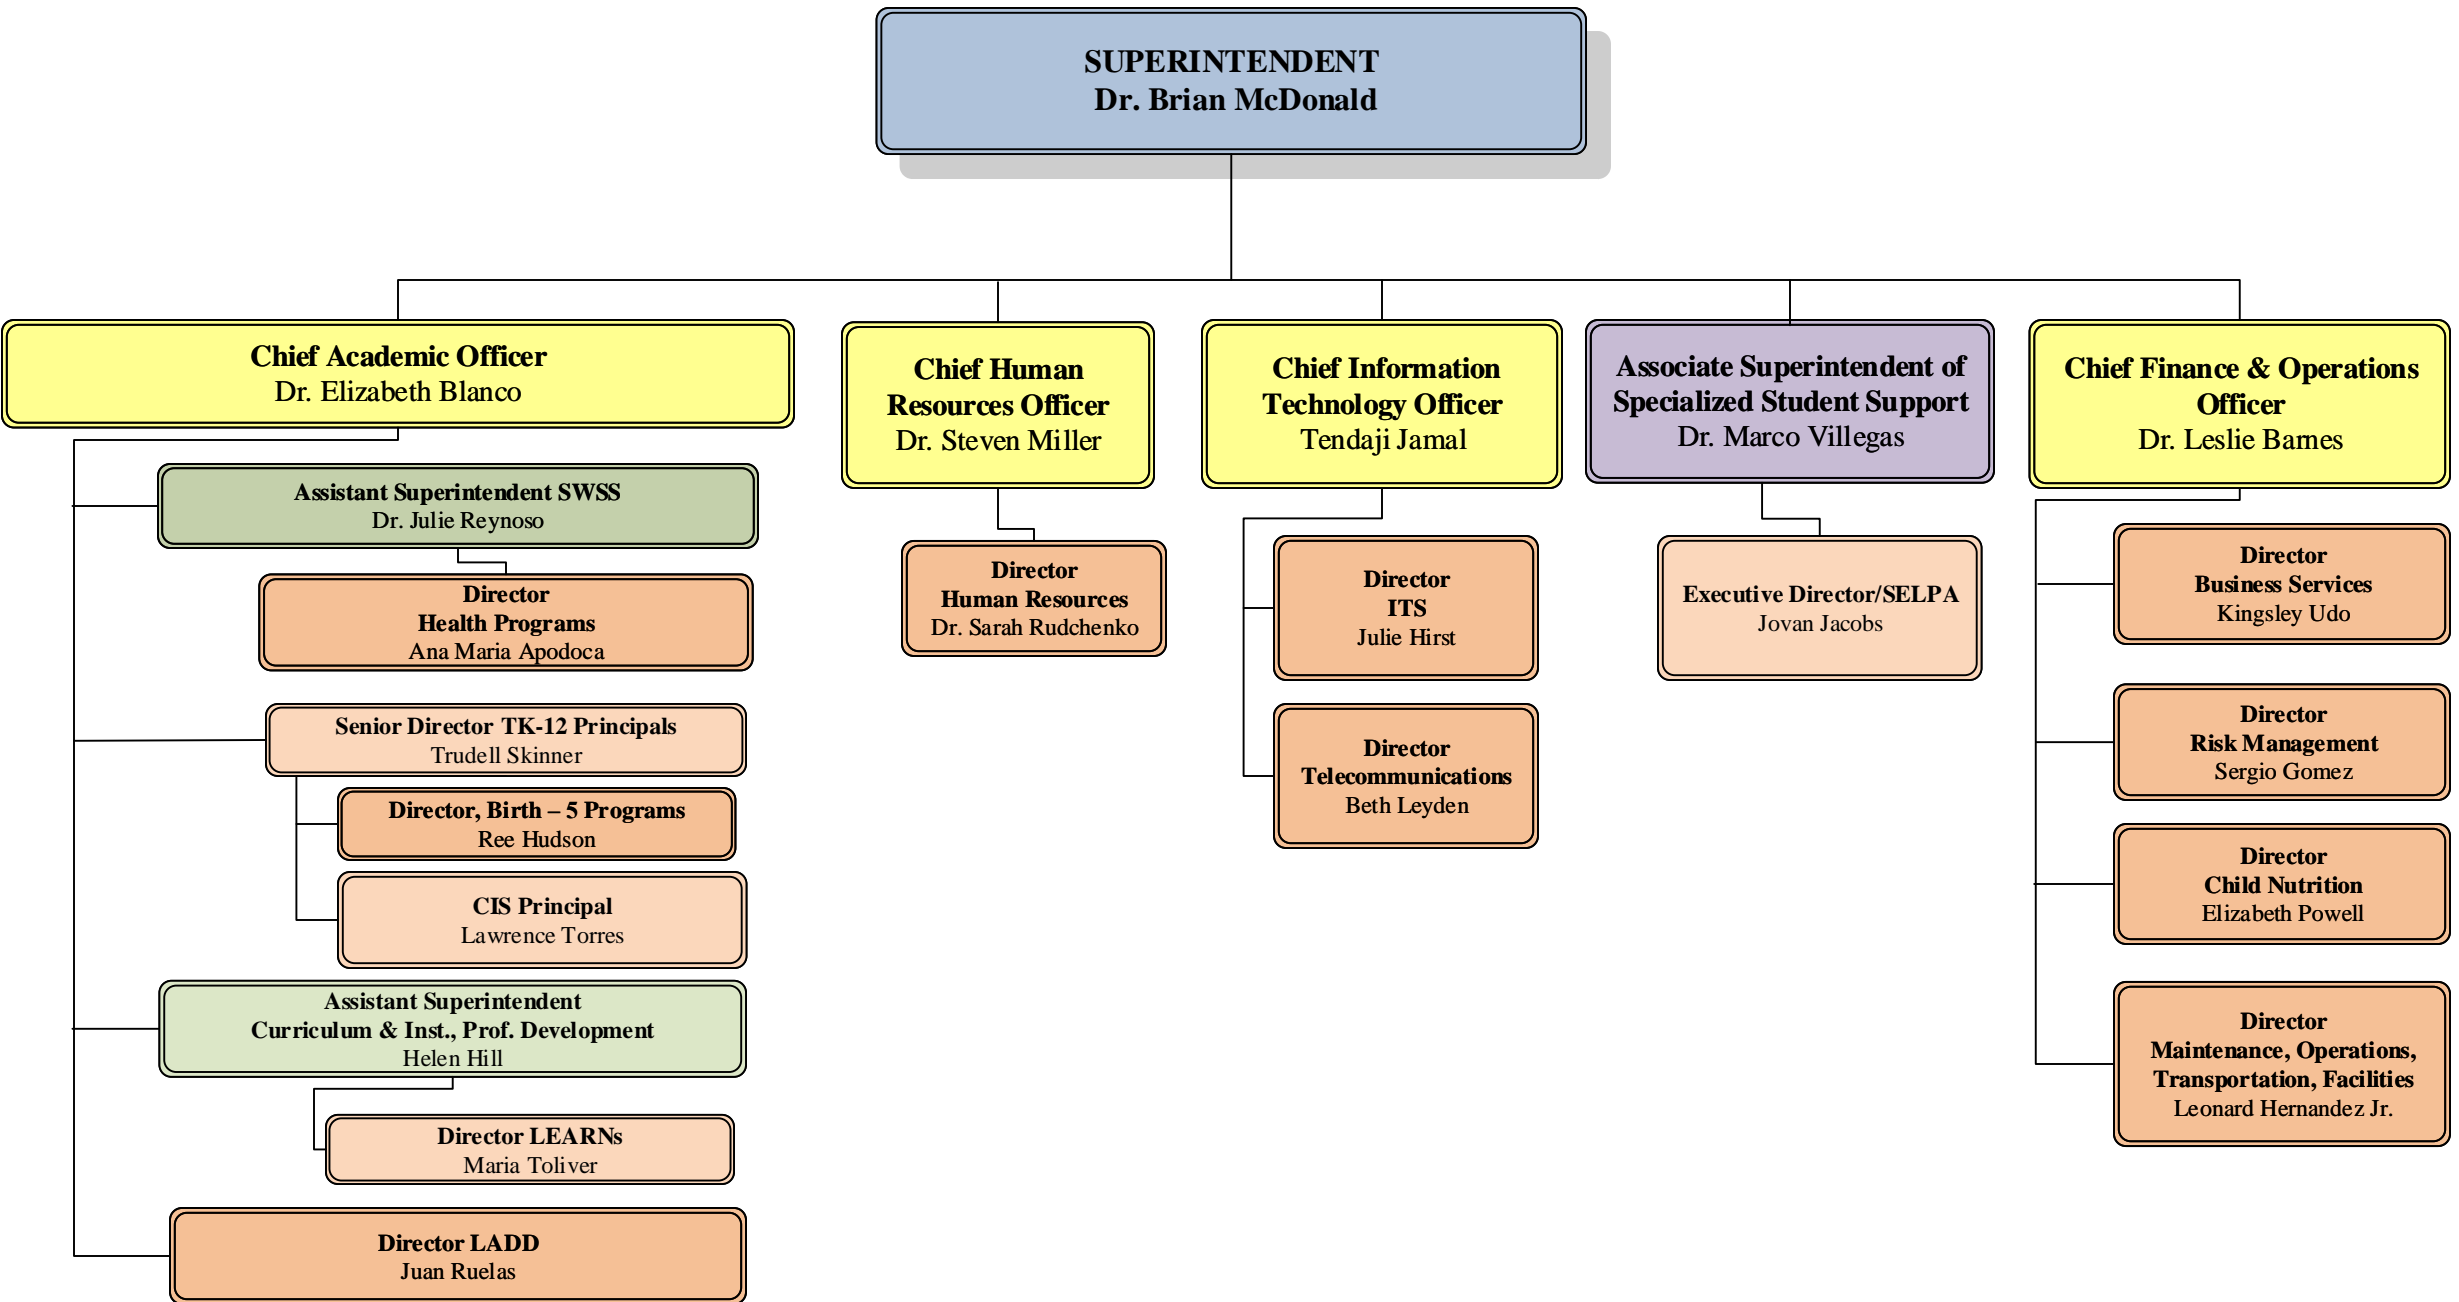 SUPERINTENDENT
Dr. Brian McDonald
Chief Academic Officer
Dr. Elizabeth Blanco
Assistant Superintendent SWSS
Dr. Julie Reynoso
Director
Health Programs
Ana Maria Apodoca
Senior Director TK-12 Principals
Trudell Skinner
Director, Birth – 5 Programs
Ree Hudson
CIS Principal
Lawrence Torres
Assistant Superintendent
Curriculum & Inst., Prof. Development
Helen Hill
Director LEARNs
Maria Toliver
Director LADD
Juan Ruelas
Chief Human
Resources Officer
Dr. Steven Miller
Director
Human Resources
Dr. Sarah Rudchenko
Chief Information
Technology Officer
Tendaji Jamal
Director
ITS
Julie Hirst
Director
Telecommunications
Beth Leyden
Associate Superintendent of
Specialized Student Support
Dr. Marco Villegas
Executive Director/SELPA
Jovan Jacobs
Chief Finance & Operations
Officer
Dr. Leslie Barnes
Director
Business Services
Kingsley Udo
Director
Risk Management
Sergio Gomez
Director
Child Nutrition
Elizabeth Powell
Director
Maintenance, Operations,
Transportation, Facilities
Leonard Hernandez Jr.